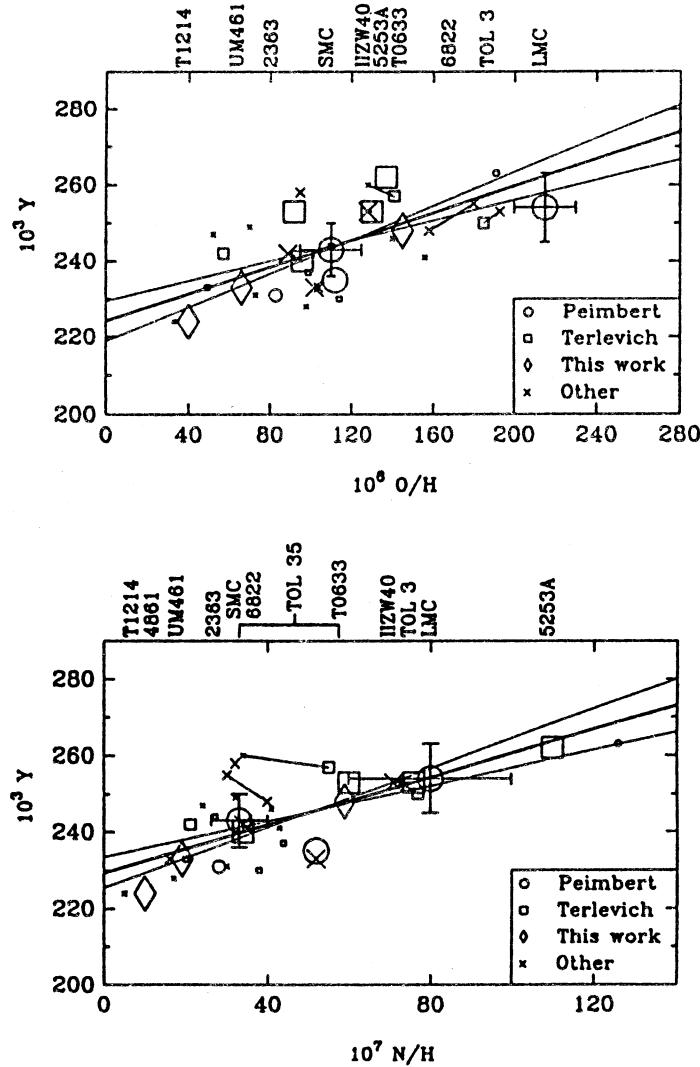 T1214 UM461 2363 SMC IIZW40 5253A T0633 6822 TOL 3 LMC
280
260
240
220
200
10³ Y
Peimbert
Terlevich
This work
Other
0 40 80 120 160 200 240 280
10⁶ O/H
TOL 35
T1214 4861 UM461 2363 SMC 6822 T0633 IIZW40 TOL 3 LMC 5253A
280
260
240
220
200
10³ Y
Peimbert
Terlevich
This work
Other
0 40 80 120
10⁷ N/H